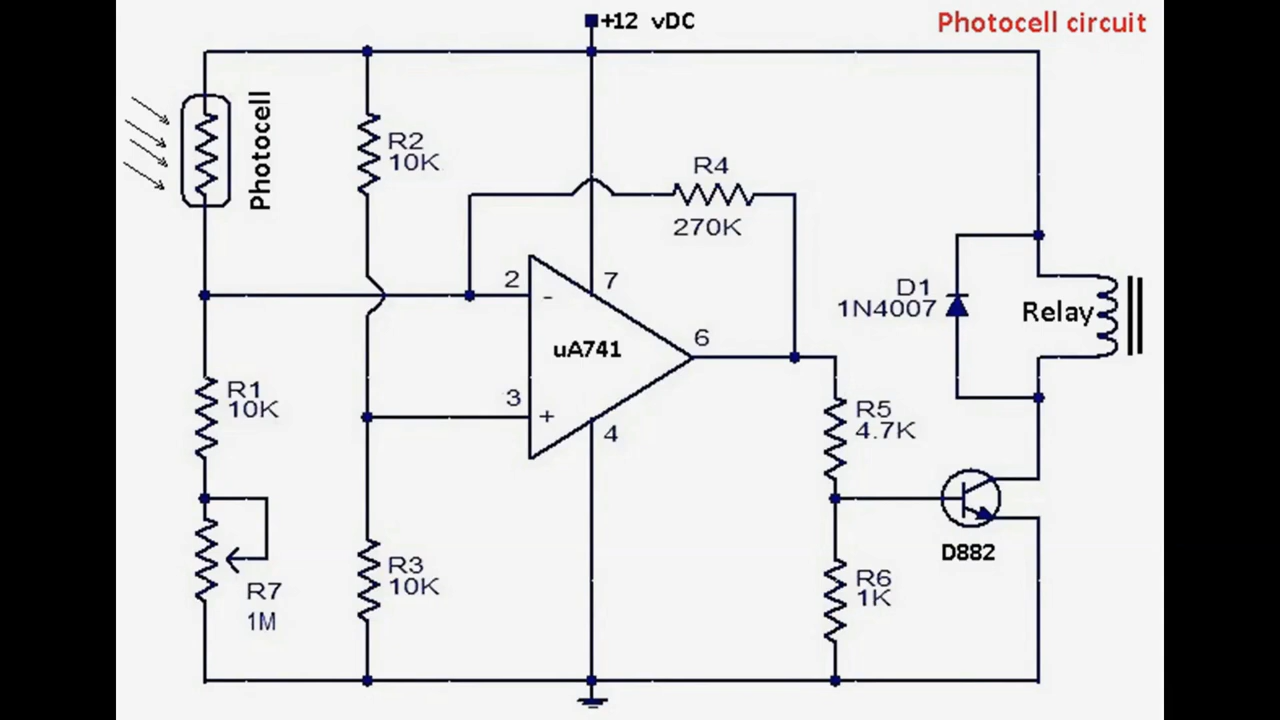 +12 vDC
Photocell circuit
Photocell
R2
10K
R4
270K
2
-
7
uA741
6
3
+
4
D1
1N4007
Relay
R1
10K
R5
4.7K
R7
1M
R3
10K
D882
R6
1K